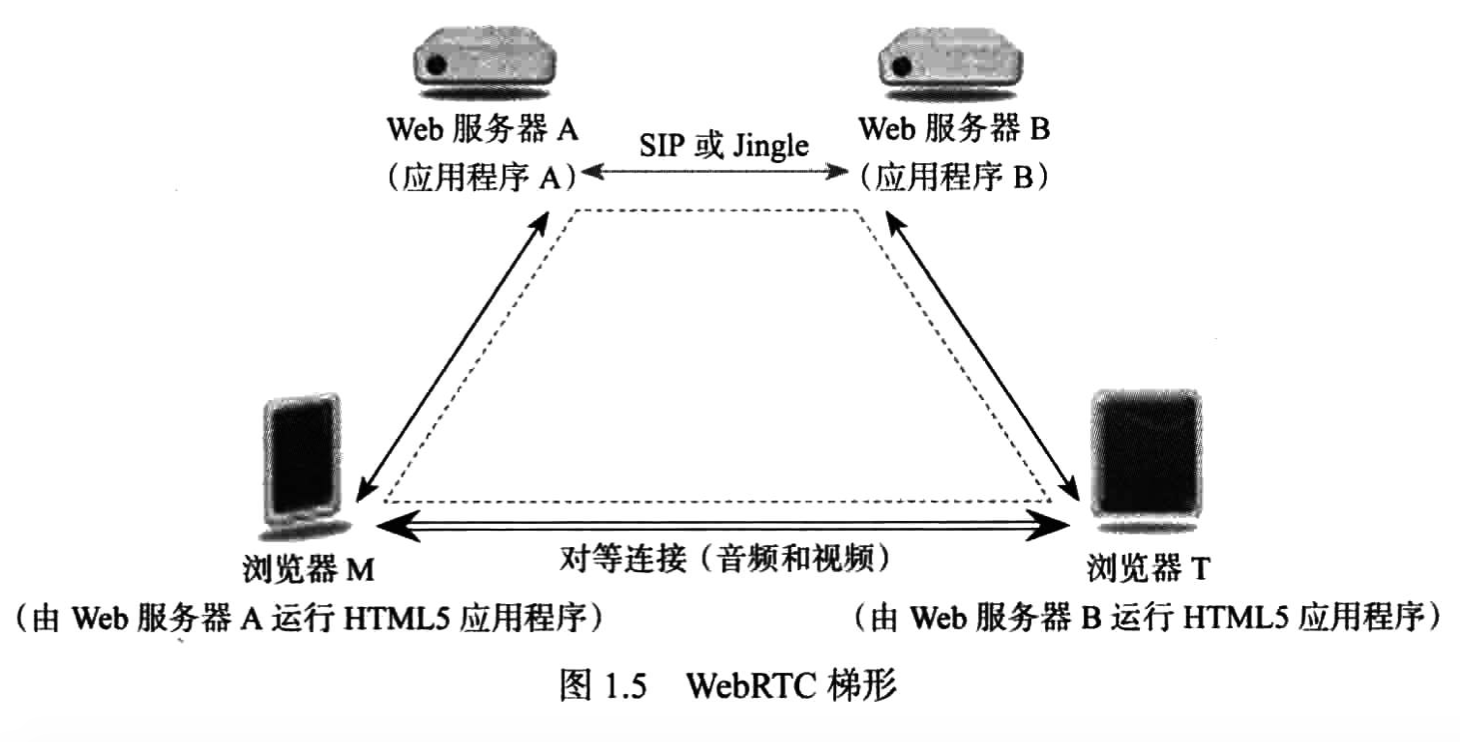 Web 服务器 A
(应用程序 A)
SIP 或 Jingle
Web 服务器 B
(应用程序 B)
对等连接(音频和视频)
浏览器 M
(由 Web 服务器 A 运行 HTML5 应用程序)
浏览器 T
(由 Web 服务器 B 运行 HTML5 应用程序)
图 1.5 WebRTC 梯形